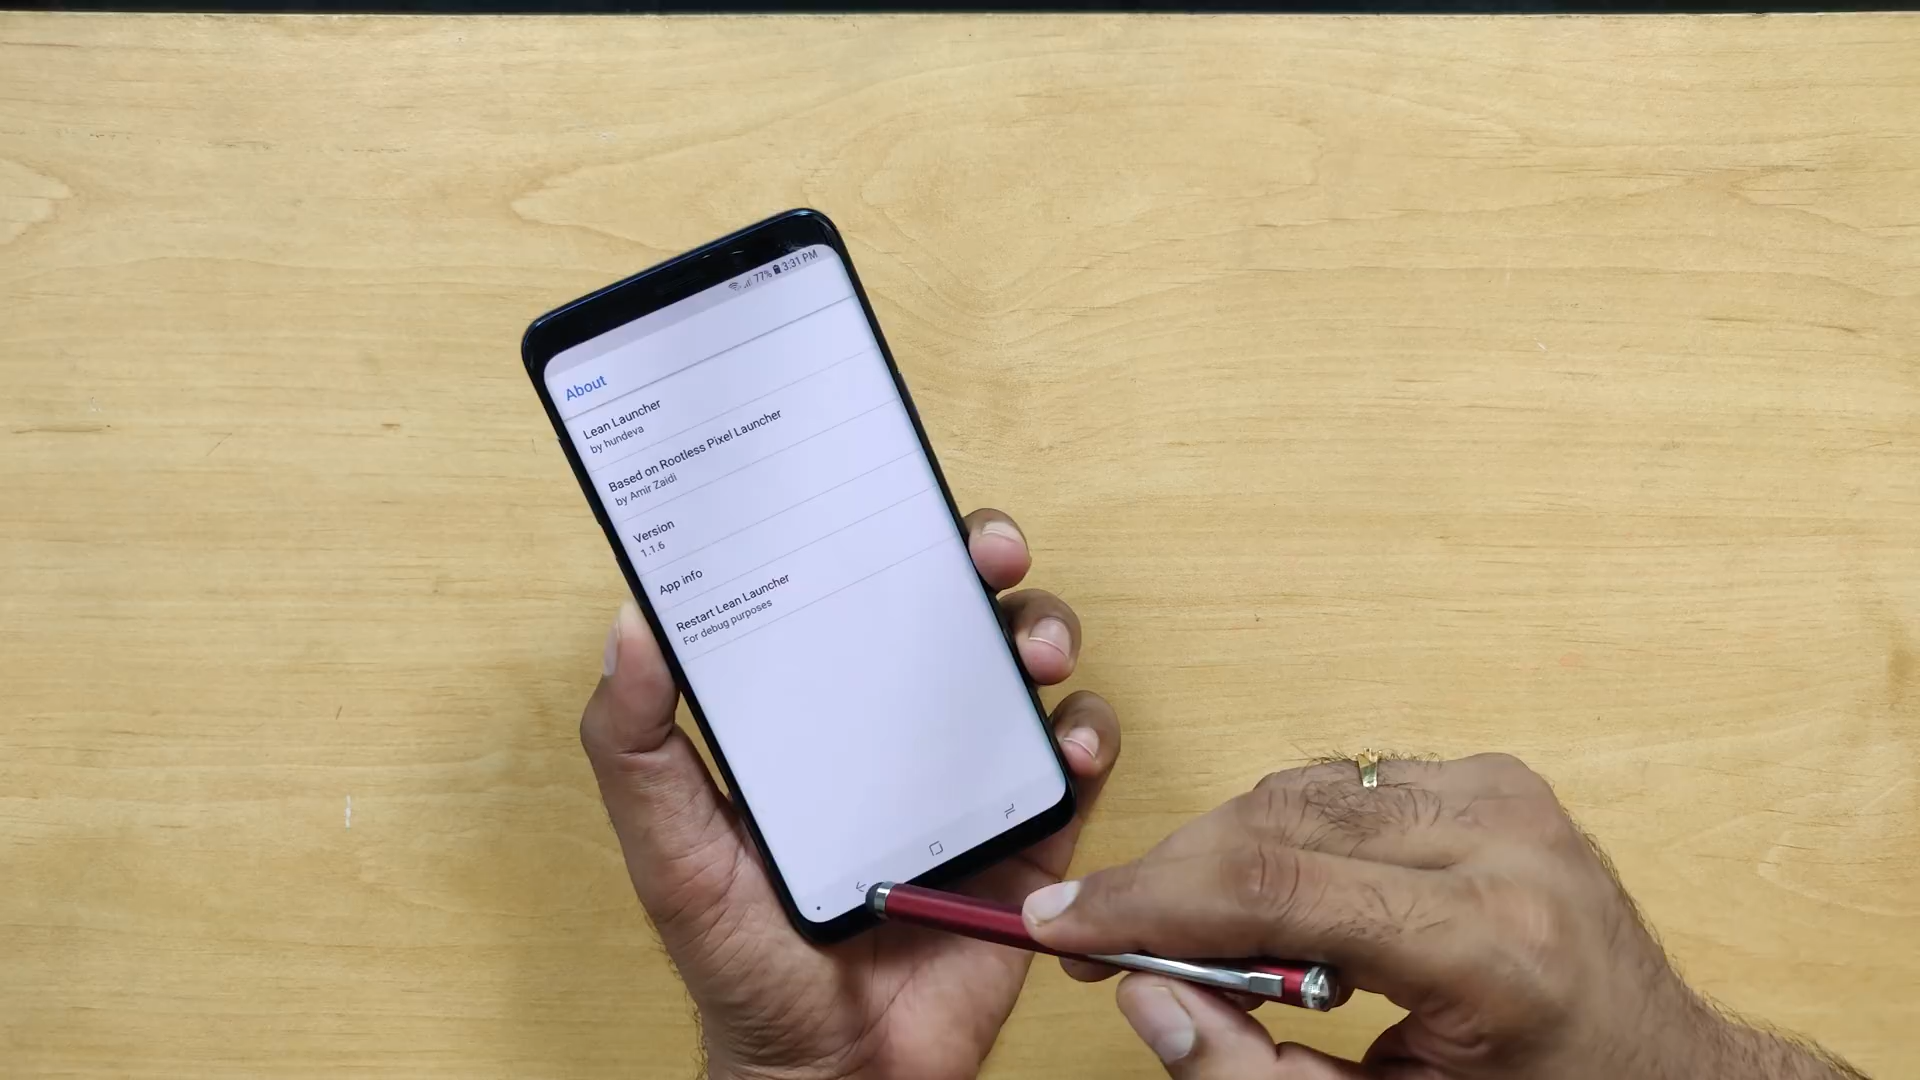 77% 3:31 PM
About
Lean Launcher
by hundeva
Based on Rootless Pixel Launcher
by Amir Zaidi
Version
1.1.6
App info
Restart Lean Launcher
For debug purposes